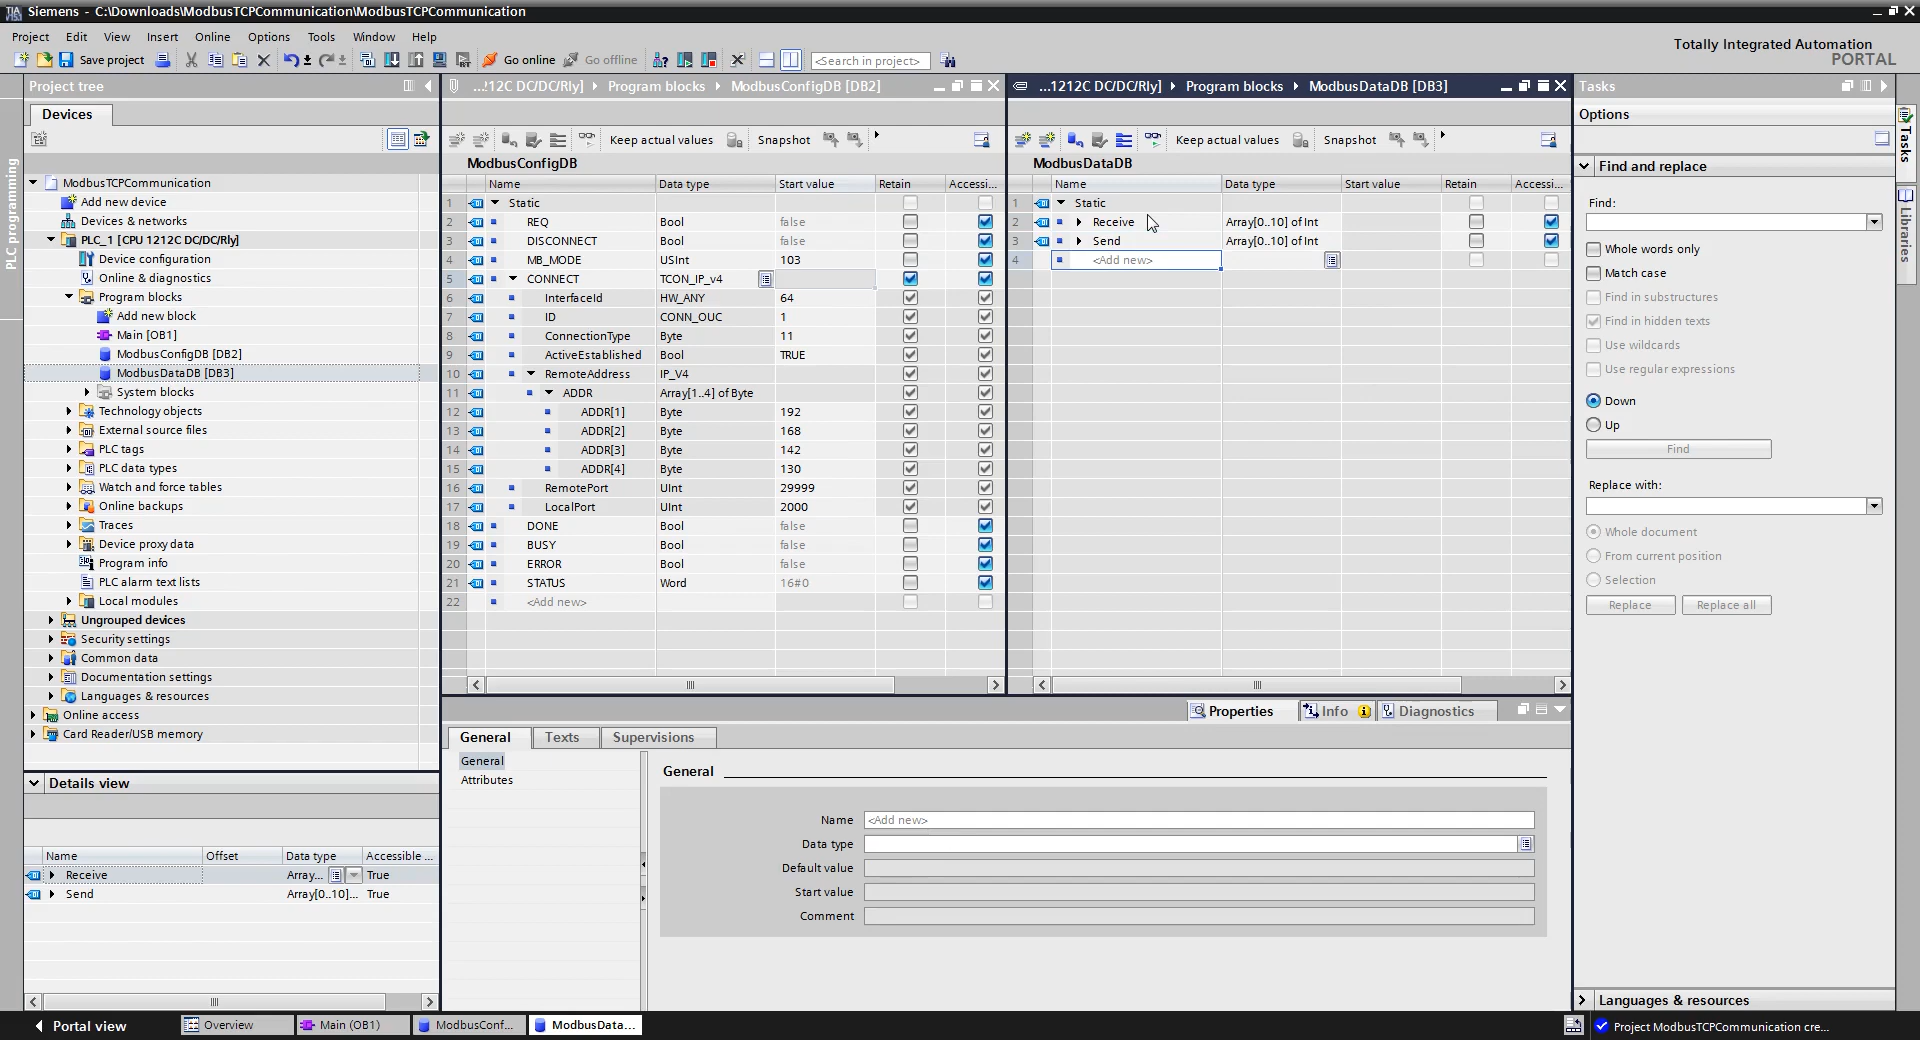 Siemens - C:\Downloads\ModbusTCPCommunication\ModbusTCPCommunication
Project Edit View Insert Online Options Tools Window Help
Totally Integrated Automation
PORTAL
Save project Go online Go offline <Search in project>
Project tree
Devices
PLC programming
ModbusTCPCommunication
Add new device
Devices & networks
PLC_1 [CPU 1212C DC/DC/Rly]
Device configuration
Online & diagnostics
Program blocks
Add new block
Main [OB1]
ModbusConfigDB [DB2]
ModbusDataDB [DB3]
System blocks
Technology objects
External source files
PLC tags
PLC data types
Watch and force tables
Online backups
Traces
Device proxy data
Program info
PLC alarm text lists
Local modules
Ungrouped devices
Security settings
Common data
Documentation settings
Languages & resources
Online access
Card Reader/USB memory
Details view
Name Offset Data type Accessible ...
Receive Array... True
Send Array[0..10]... True
...!12C DC/DC/Rly] Program blocks ModbusConfigDB [DB2]
Keep actual values Snapshot
ModbusConfigDB
Name Data type Start value Retain Accessi...
1 Static
2 REQ Bool false
3 DISCONNECT Bool false
4 MB_MODE USInt 103
5 CONNECT TCON_IP_v4
6 InterfaceId HW_ANY 64
7 ID CONN_OUC 1
8 ConnectionType Byte 11
9 ActiveEstablished Bool TRUE
10 RemoteAddress IP_V4
11 ADDR Array[1..4] of Byte
12 ADDR[1] Byte 192
13 ADDR[2] Byte 168
14 ADDR[3] Byte 142
15 ADDR[4] Byte 130
16 RemotePort UInt 29999
17 LocalPort UInt 2000
18 DONE Bool false
19 BUSY Bool false
20 ERROR Bool false
21 STATUS Word 16#0
22 <Add new>
...1212C DC/DC/Rly] Program blocks ModbusDataDB [DB3]
Keep actual values Snapshot
ModbusDataDB
Name Data type Start value Retain Accessi...
1 Static
2 Receive Array[0..10] of Int
3 Send Array[0..10] of Int
4 <Add new>
Properties Info Diagnostics
General Texts Supervisions
General
Attributes
General
Name <Add new>
Data type
Default value
Start value
Comment
Tasks
Options
Find and replace
Find:
Whole words only
Match case
Find in substructures
Find in hidden texts
Use wildcards
Use regular expressions
Down
Up
Find
Replace with:
Whole document
From current position
Selection
Replace Replace all
Languages & resources
Tasks
Libraries
Portal view Overview Main (OB1) ModbusConf... ModbusData... Project ModbusTCPCommunication cre...